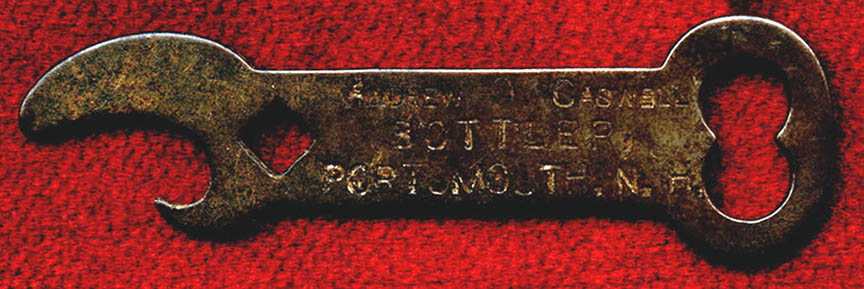 ANDREW O CASWELL
BOTTLER,
PORTSMOUTH, N. H.